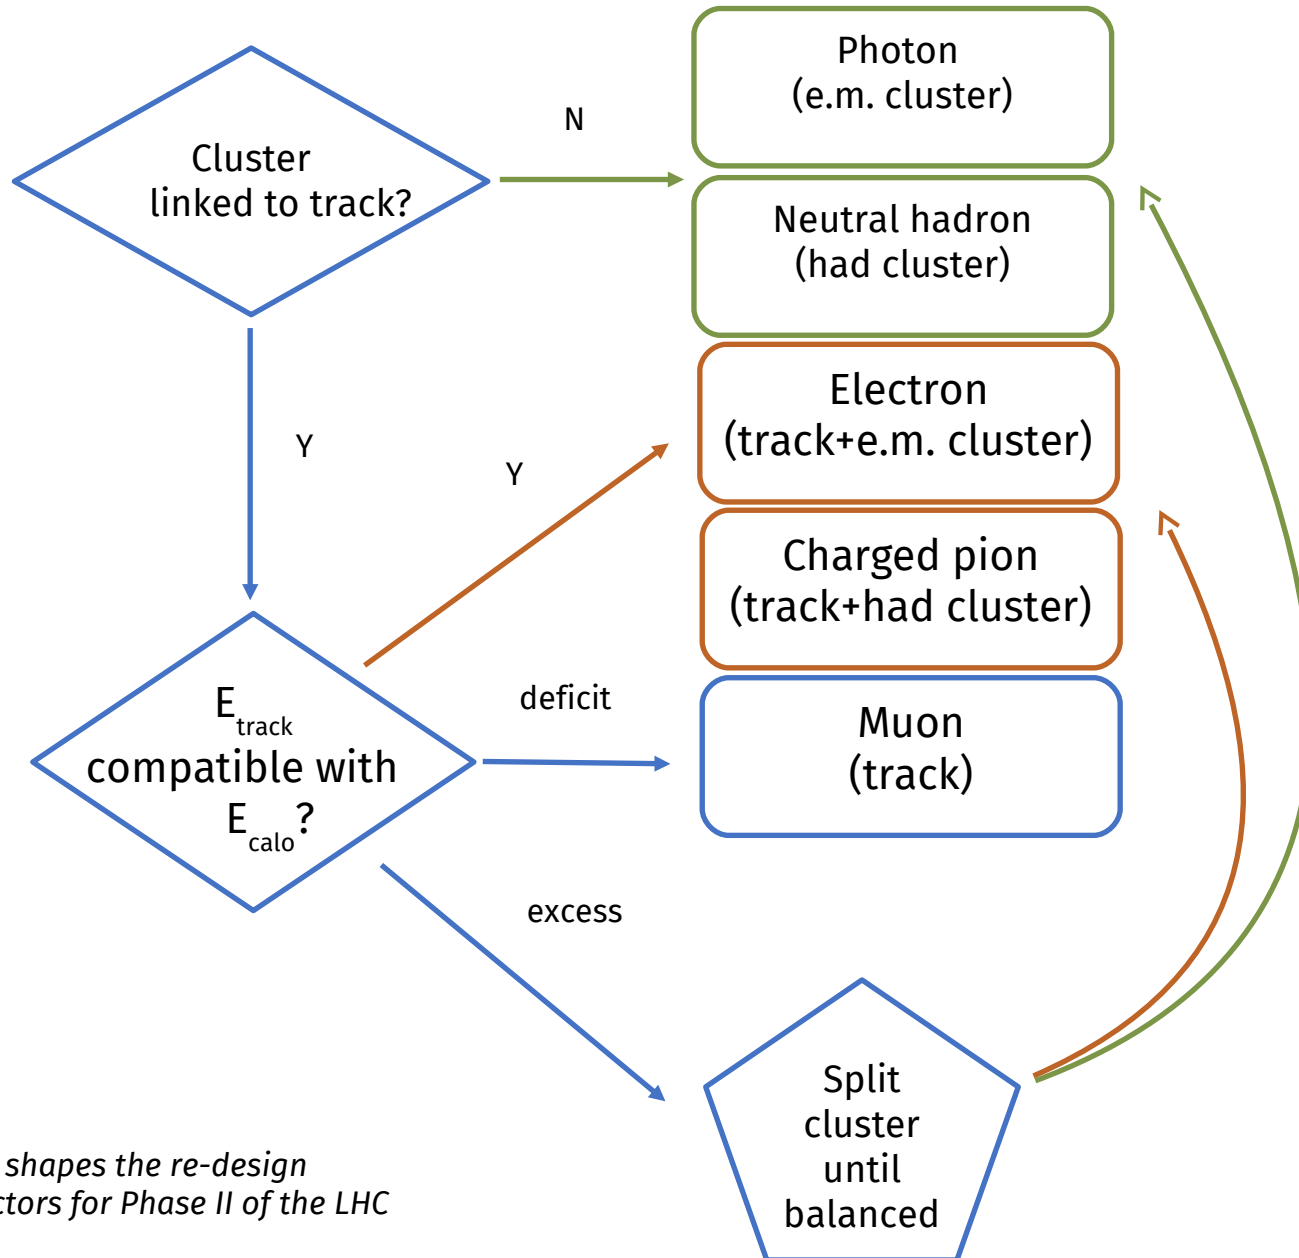 Photon
(e.m. cluster)
N
Cluster
linked to track?
Neutral hadron
(had cluster)
Electron
(track+e.m. cluster)
Y
Y
Charged pion
(track+had cluster)
E_track
compatible with
E_calo?
deficit
Muon
(track)
excess
Split
cluster
until
balanced
shapes the re-design
ctors for Phase II of the LHC